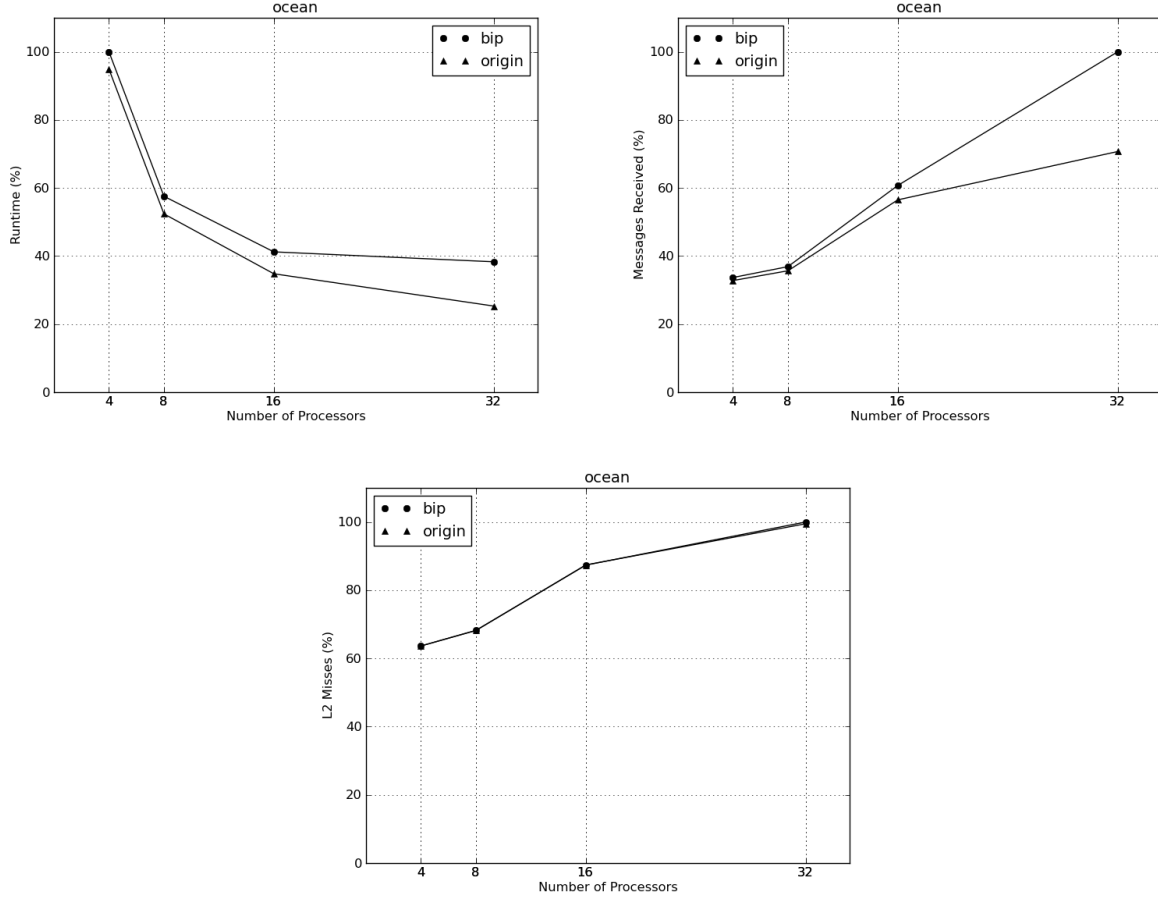 ocean
bip
origin
100
80
60
40
20
0
Runtime (%)
4 8 16 32
Number of Processors
ocean
bip
origin
100
80
60
40
20
0
Messages Received (%)
4 8 16 32
Number of Processors
ocean
bip
origin
100
80
60
40
20
0
L2 Misses (%)
4 8 16 32
Number of Processors